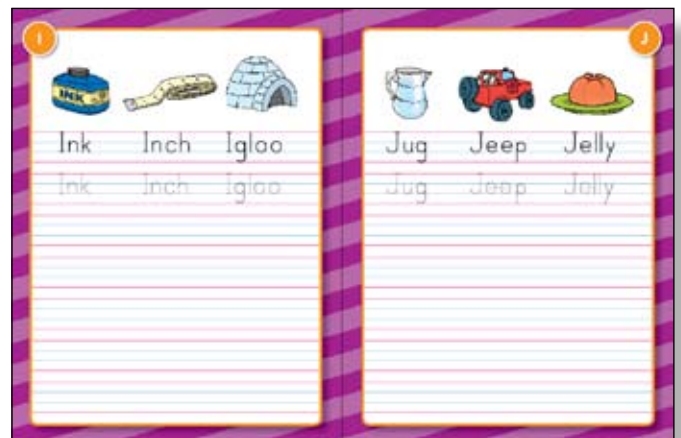 I
INK
Ink Inch Igloo
Ink Inch Igloo
J
Jug Jeep Jelly
Jug Jeep Jelly